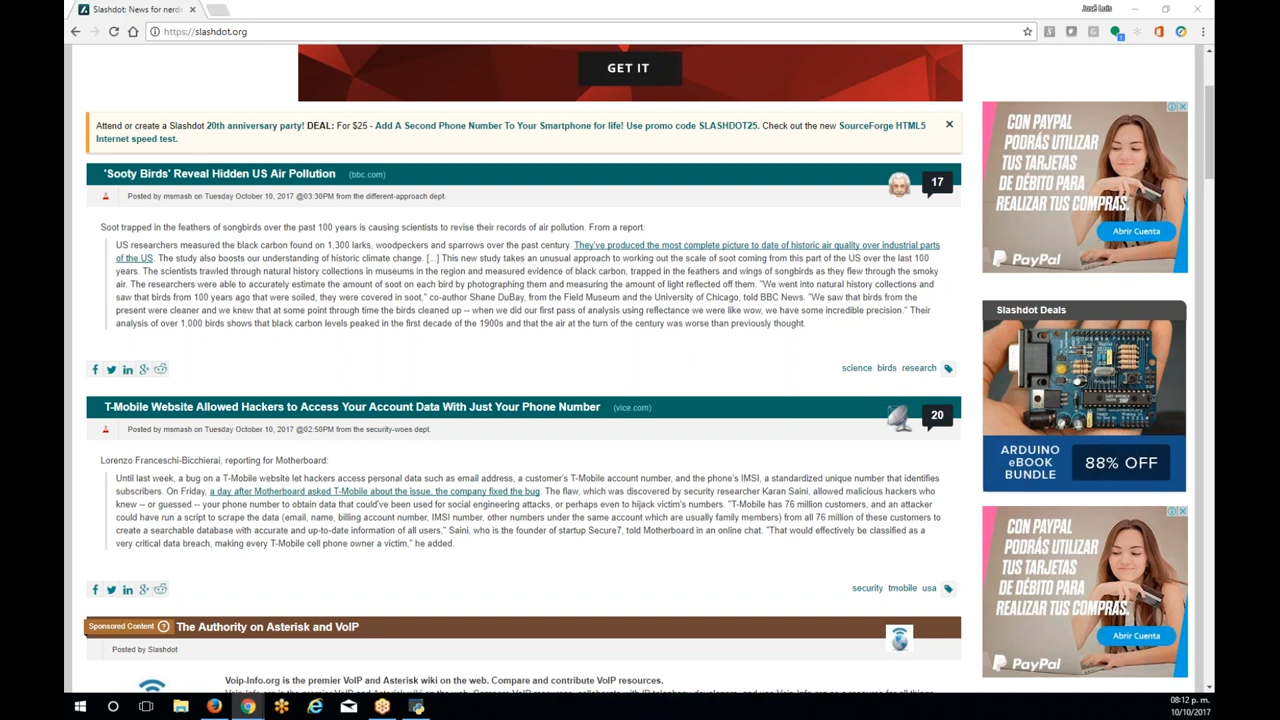 Slashdot: News for nerds
José Luis
https://slashdot.org
GET IT
Attend or create a Slashdot 20th anniversary party! DEAL: For $25 - Add A Second Phone Number To Your Smartphone for life! Use promo code SLASHDOT25. Check out the new SourceForge HTML5
Internet speed test.
'Sooty Birds' Reveal Hidden US Air Pollution (bbc.com)
17
Posted by msmash on Tuesday October 10, 2017 @03:30PM from the different-approach dept.
Soot trapped in the feathers of songbirds over the past 100 years is causing scientists to revise their records of air pollution. From a report:
US researchers measured the black carbon found on 1,300 larks, woodpeckers and sparrows over the past century. They've produced the most complete picture to date of historic air quality over industrial parts
of the US. The study also boosts our understanding of historic climate change. [...] This new study takes an unusual approach to working out the scale of soot coming from this part of the US over the last 100
years. The scientists trawled through natural history collections in museums in the region and measured evidence of black carbon, trapped in the feathers and wings of songbirds as they flew through the smoky
air. The researchers were able to accurately estimate the amount of soot on each bird by photographing them and measuring the amount of light reflected off them. "We went into natural history collections and
saw that birds from 100 years ago that were soiled, they were covered in soot," co-author Shane DuBay, from the Field Museum and the University of Chicago, told BBC News. "We saw that birds from the
present were cleaner and we knew that at some point through time the birds cleaned up -- when we did our first pass of analysis using reflectance we were like wow, we have some incredible precision." Their
analysis of over 1,000 birds shows that black carbon levels peaked in the first decade of the 1900s and that the air at the turn of the century was worse than previously thought.
science birds research
T-Mobile Website Allowed Hackers to Access Your Account Data With Just Your Phone Number (vice.com)
20
Posted by msmash on Tuesday October 10, 2017 @02:50PM from the security-woes dept.
Lorenzo Franceschi-Bicchierai, reporting for Motherboard:
Until last week, a bug on a T-Mobile website let hackers access personal data such as email address, a customer's T-Mobile account number, and the phone's IMSI, a standardized unique number that identifies
subscribers. On Friday, a day after Motherboard asked T-Mobile about the issue, the company fixed the bug. The flaw, which was discovered by security researcher Karan Saini, allowed malicious hackers who
knew -- or guessed -- your phone number to obtain data that could've been used for social engineering attacks, or perhaps even to hijack victim's numbers. "T-Mobile has 76 million customers, and an attacker
could have run a script to scrape the data (email, name, billing account number, IMSI number, other numbers under the same account which are usually family members) from all 76 million of these customers to
create a searchable database with accurate and up-to-date information of all users," Saini, who is the founder of startup Secure7, told Motherboard in an online chat. "That would effectively be classified as a
very critical data breach, making every T-Mobile cell phone owner a victim," he added.
security tmobile usa
Sponsored Content ? The Authority on Asterisk and VoIP
Posted by Slashdot
Voip-Info.org is the premier VoIP and Asterisk wiki on the web. Compare and contribute VoIP resources.
CON PAYPAL
PODRÁS UTILIZAR
TUS TARJETAS
DE DÉBITO PARA
REALIZAR TUS COMPRAS.
Abrir Cuenta
PayPal
Slashdot Deals
ARDUINO
eBOOK
BUNDLE
88% OFF
CON PAYPAL
PODRÁS UTILIZAR
TUS TARJETAS
DE DÉBITO PARA
REALIZAR TUS COMPRAS.
Abrir Cuenta
PayPal
08:12 p. m.
10/10/2017